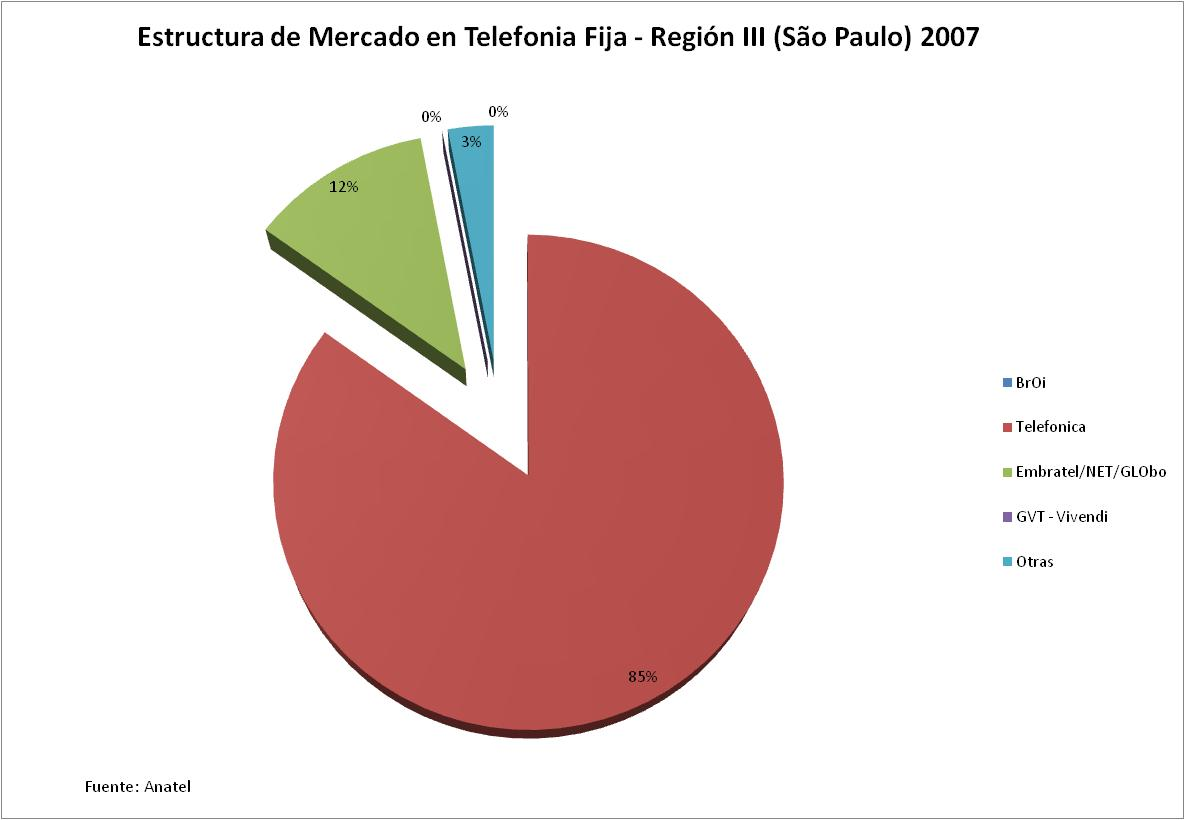 Estructura de Mercado en Telefonia Fija - Región III (São Paulo) 2007
0%
0%
3%
12%
85%
BrOi
Telefonica
Embratel/NET/GLObo
GVT - Vivendi
Otras
Fuente: Anatel